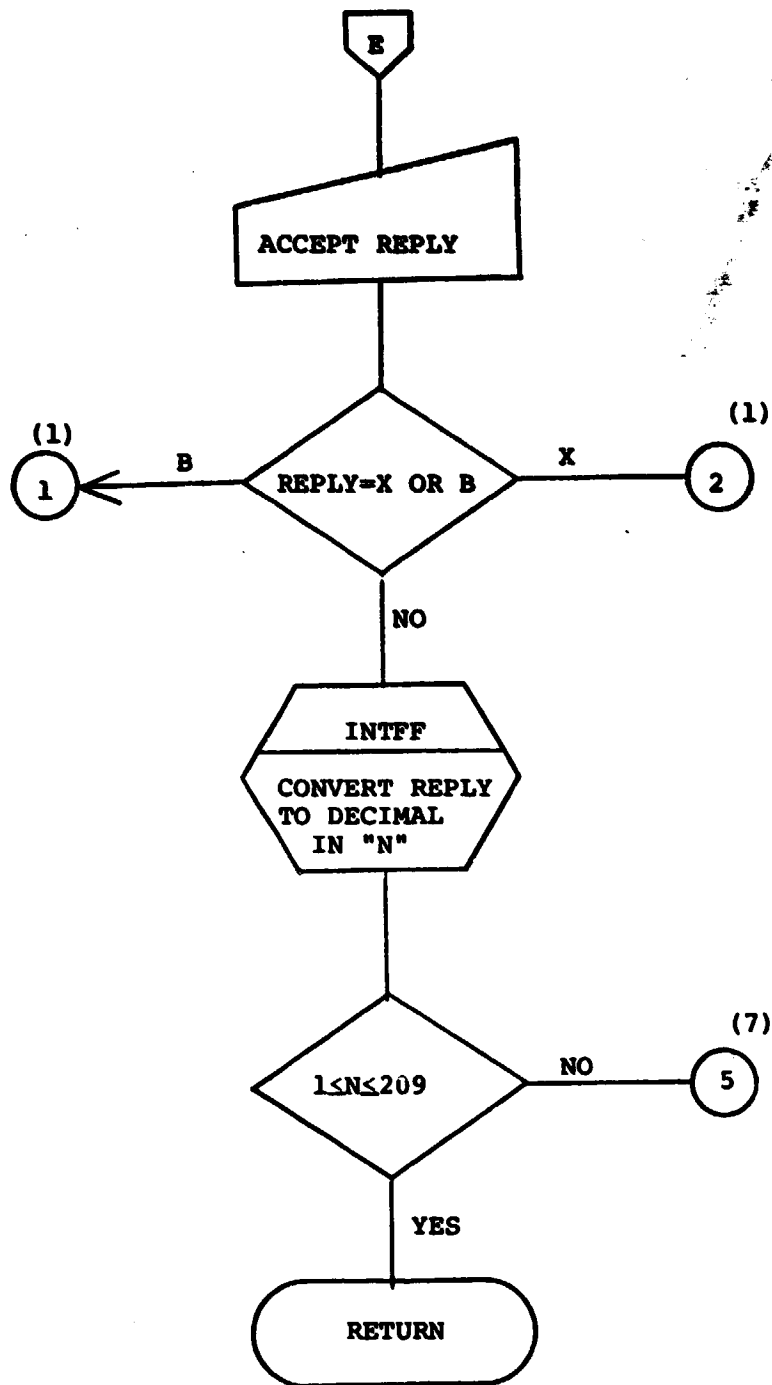 E
ACCEPT REPLY
(1)
(1)
1
B
REPLY=X OR B
X
2
NO
INTFF
CONVERT REPLY
TO DECIMAL
IN "N"
(7)
1≤N≤209
NO
5
YES
RETURN